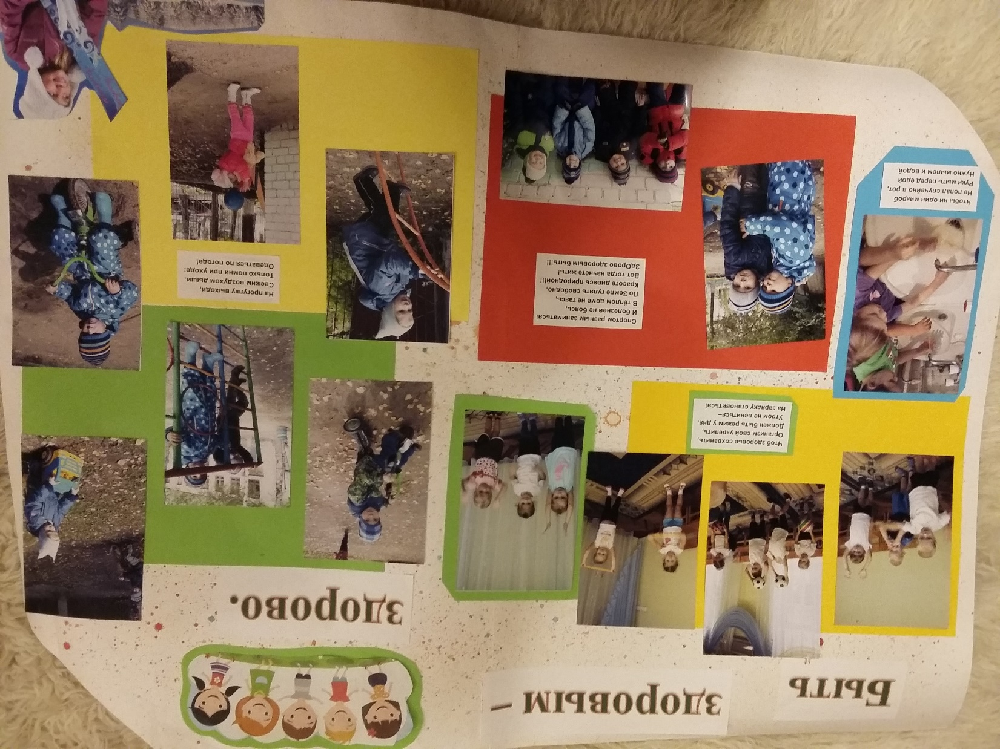 Быть
здоровым –
здорово.
Чтоб здоровье сохранить,
Организм свой укрепить,
Должен быть режим у дня.
Утром не лениться–
На зарядку становиться!
Чтобы ни один микроб
Не попал случайно в рот,
Руки мыть перед едой
Нужно мылом и водой.
Спортом разным заниматься!
И болезней не боясь,
В тёплом доме не таясь,
По Земле гулять свободно,
Красоте дивясь природной!!!
Вот тогда начнёте жить!
ЗдОрово здоровым быть!!!
На прогулку выходи,
Свежим воздухом дыши.
Только помни при уходе:
Одеваться по погоде!